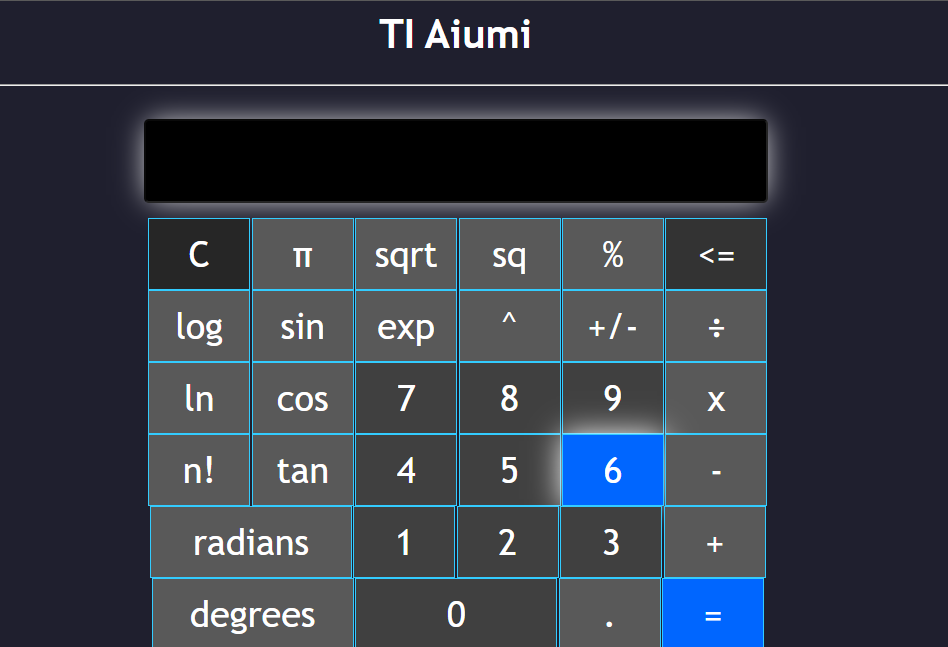 TI Aiumi
C π sqrt sq % <=
log sin exp ^ +/- ÷
ln cos 7 8 9 x
n! tan 4 5 6 -
radians 1 2 3 +
degrees 0 . =